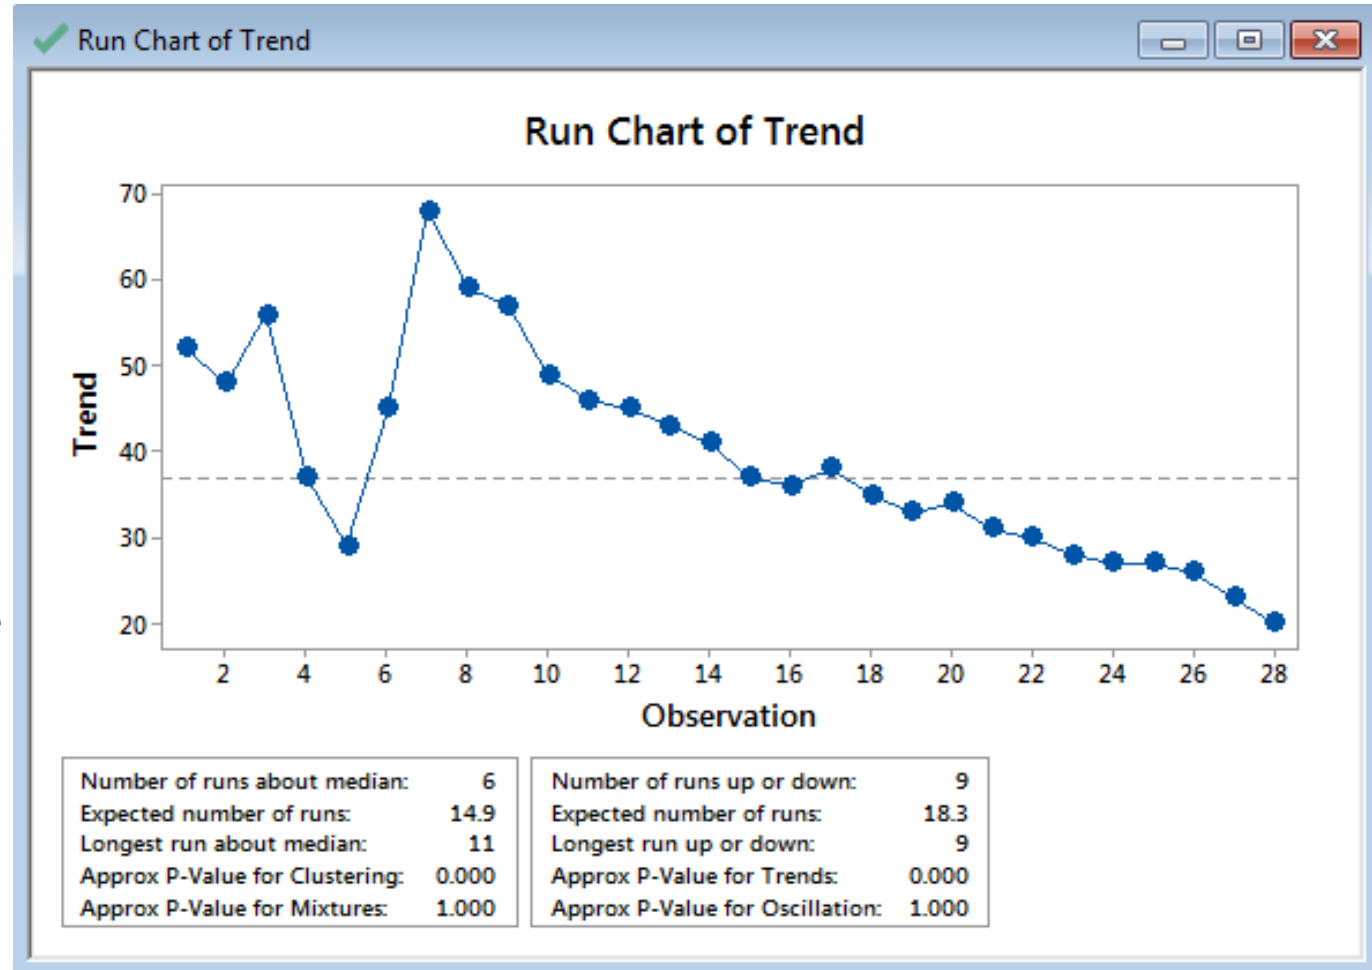 Run Chart of Trend
Run Chart of Trend
70
60
50
40
30
20
Trend
2 4 6 8 10 12 14 16 18 20 22 24 26 28
Observation
Number of runs about median: 6
Expected number of runs: 14.9
Longest run about median: 11
Approx P-Value for Clustering: 0.000
Approx P-Value for Mixtures: 1.000
Number of runs up or down: 9
Expected number of runs: 18.3
Longest run up or down: 9
Approx P-Value for Trends: 0.000
Approx P-Value for Oscillation: 1.000